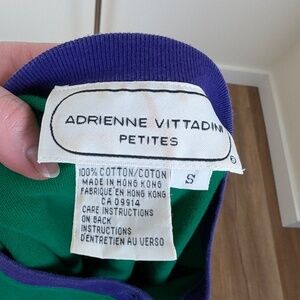 ADRIENNE VITTADINI
PETITES
®
S
100% COTTON/COTON
MADE IN HONG KONG
FABRIQUE EN HONG KONG
CA 09914
CARE INSTRUCTIONS
ON BACK
INSTRUCTIONS
D'ENTRETIEN AU VERSO